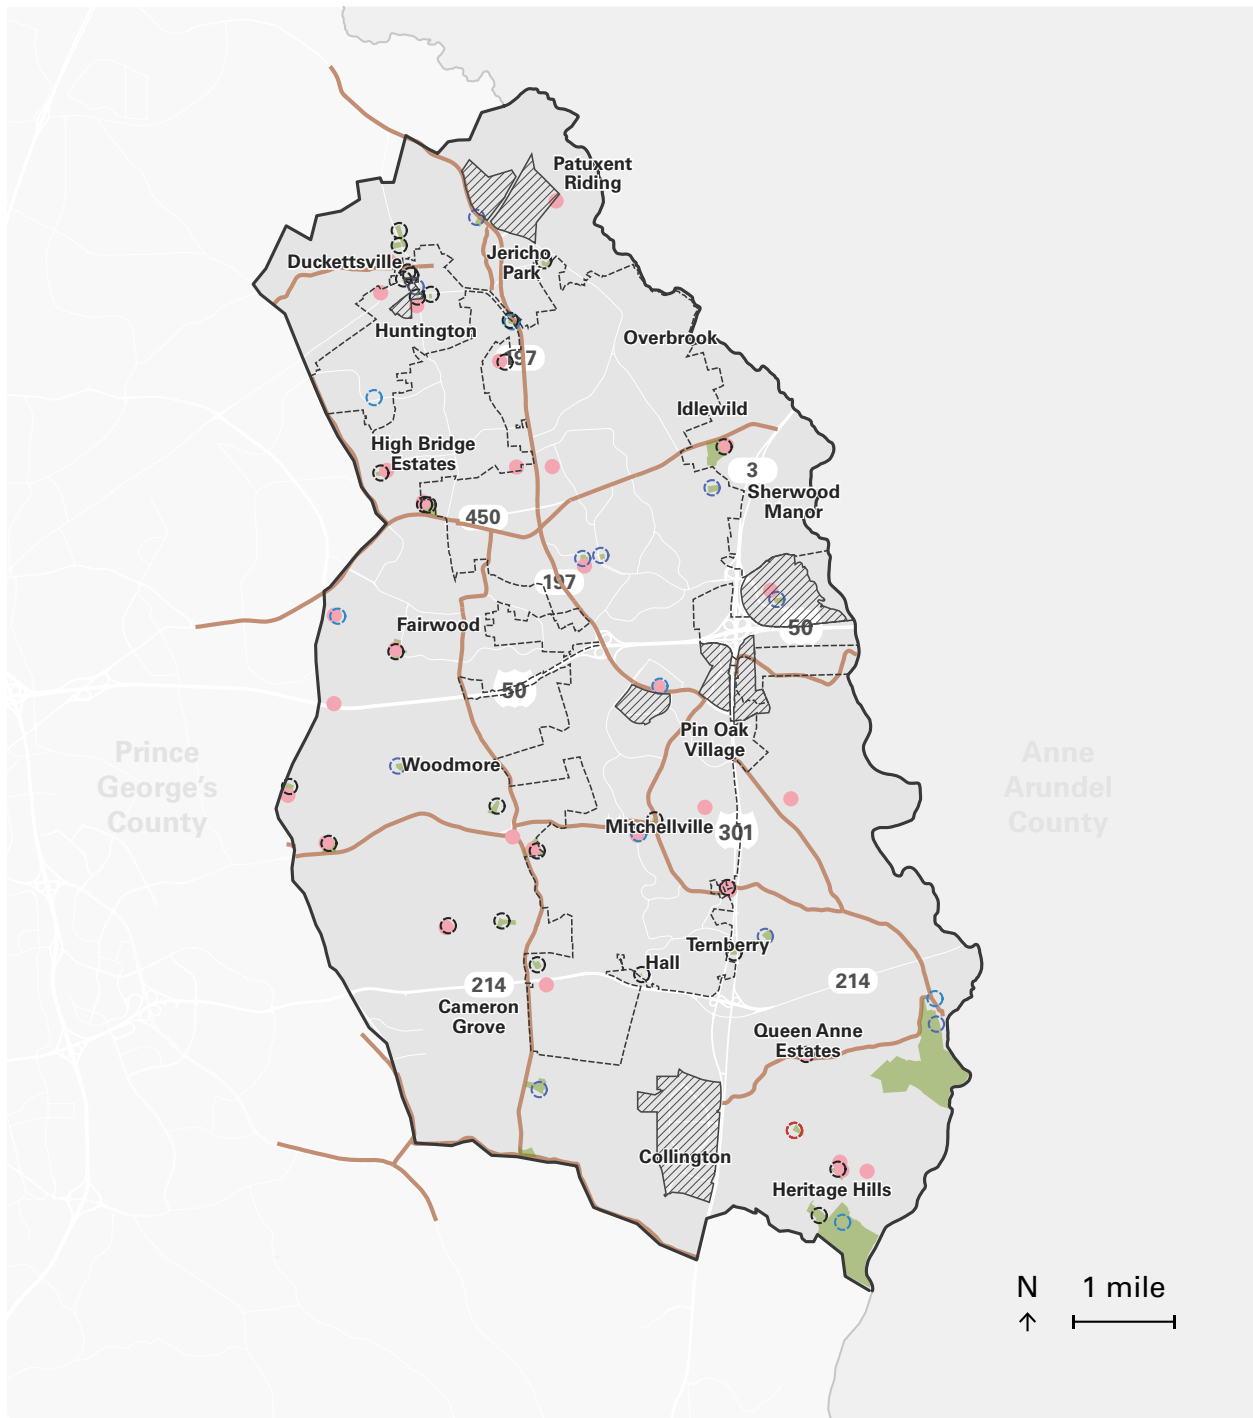 Patuxent
Riding
Duckettsville
Jericho
Park
Huntington
Overbrook
197
Idlewild
High Bridge
Estates
3
Sherwood
Manor
450
197
Fairwood
50
50
Pin Oak
Village
Prince
George's
County
Anne
Arundel
County
Woodmore
Mitchellville
301
Ternberry
Hall
214
214
Cameron
Grove
Queen Anne
Estates
Collington
Heritage Hills
N
1 mile